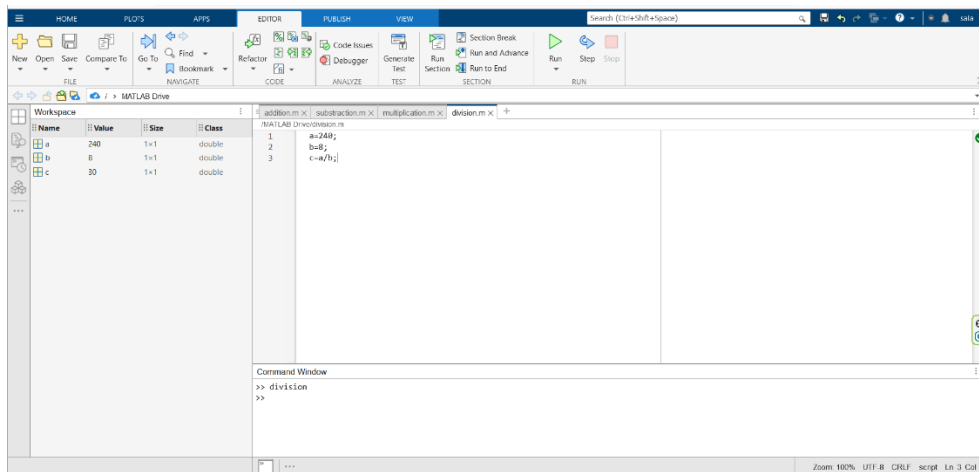 HOME PLOTS APPS EDITOR PUBLISH VIEW Search (Ctrl+Shift+Space) sala
New Open Save Compare To Go To Find Bookmark Refactor Code Issues Debugger Generate Test Run Section Section Break Run and Advance Run to End Run Step Stop
FILE NAVIGATE CODE ANALYZE TEST SECTION RUN
/ > MATLAB Drive
Workspace
Name Value Size Class
a 240 1×1 double
b 8 1×1 double
c 30 1×1 double
addition.m × substraction.m × multiplication.m × division.m × +
/MATLAB Drive/division.m
1 a=240;
2 b=8;
3 c=a/b;
Command Window
>> division
>>
Zoom: 100% UTF-8 CRLF script Ln 3 Col